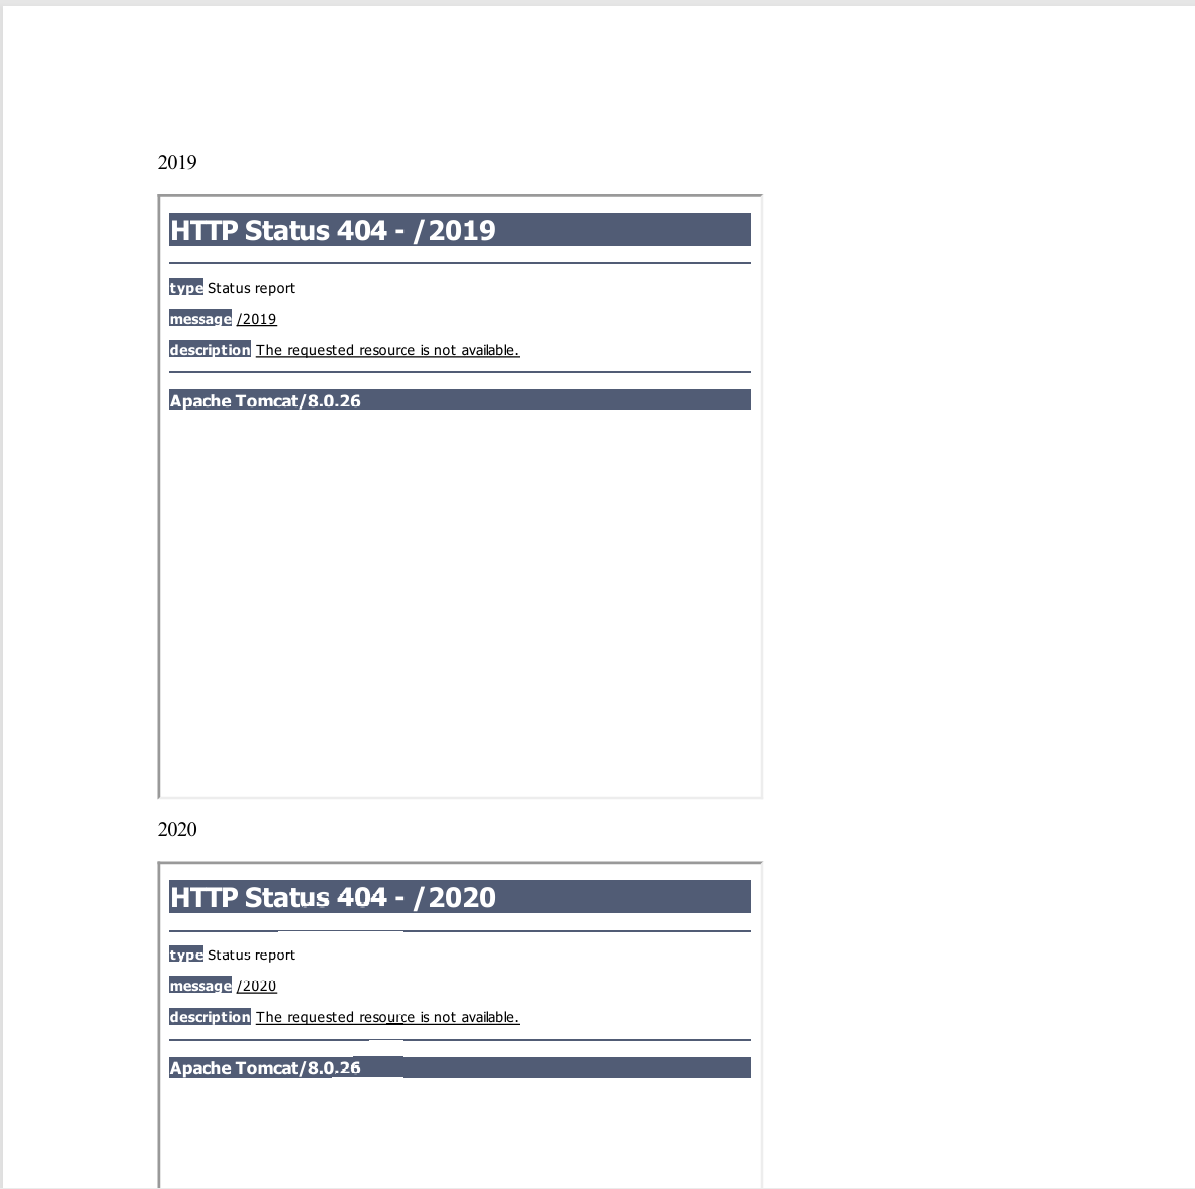 2019
HTTP Status 404 - /2019
type Status report
message /2019
description The requested resource is not available.
Apache Tomcat/8.0.26
2020
HTTP Status 404 - /2020
type Status report
message /2020
description The requested resource is not available.
Apache Tomcat/8.0.26